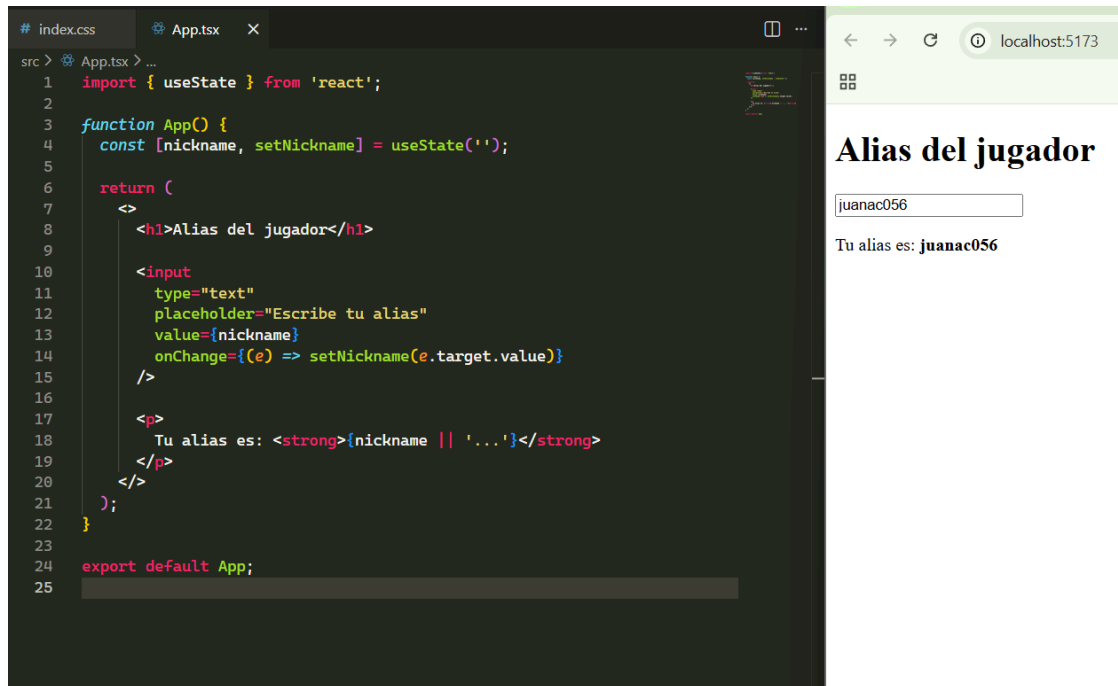 # index.css
App.tsx
src > App.tsx > ...
1 import { useState } from 'react';
2
3 function App() {
4   const [nickname, setNickname] = useState('');
5
6   return (
7     <>
8       <h1>Alias del jugador</h1>
9
10       <input
11         type="text"
12         placeholder="Escribe tu alias"
13         value={nickname}
14         onChange={(e) => setNickname(e.target.value)}
15       />
16
17       <p>
18         Tu alias es: <strong>{nickname || '...'}</strong>
19       </p>
20     </>
21   );
22 }
23
24 export default App;
25
localhost:5173
Alias del jugador
juanac056
Tu alias es: juanac056